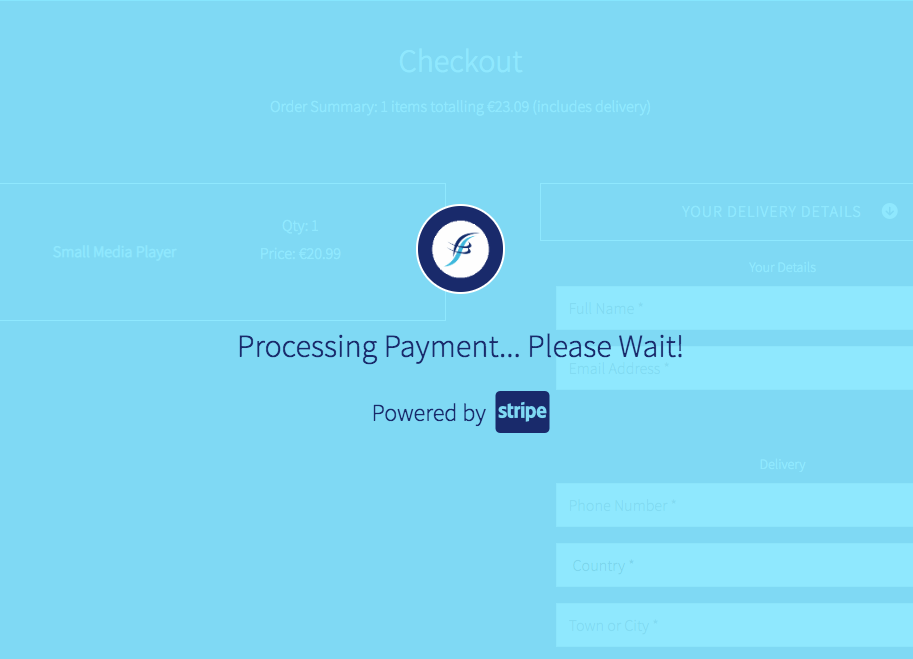 Checkout
Order Summary: 1 items totalling €23.09 (includes delivery)
Small Media Player
Qty: 1
Price: €20.99
YOUR DELIVERY DETAILS
Your Details
Full Name *
Processing Payment... Please Wait!
Email Address *
Powered by stripe
Delivery
Phone Number *
Country *
Town or City *